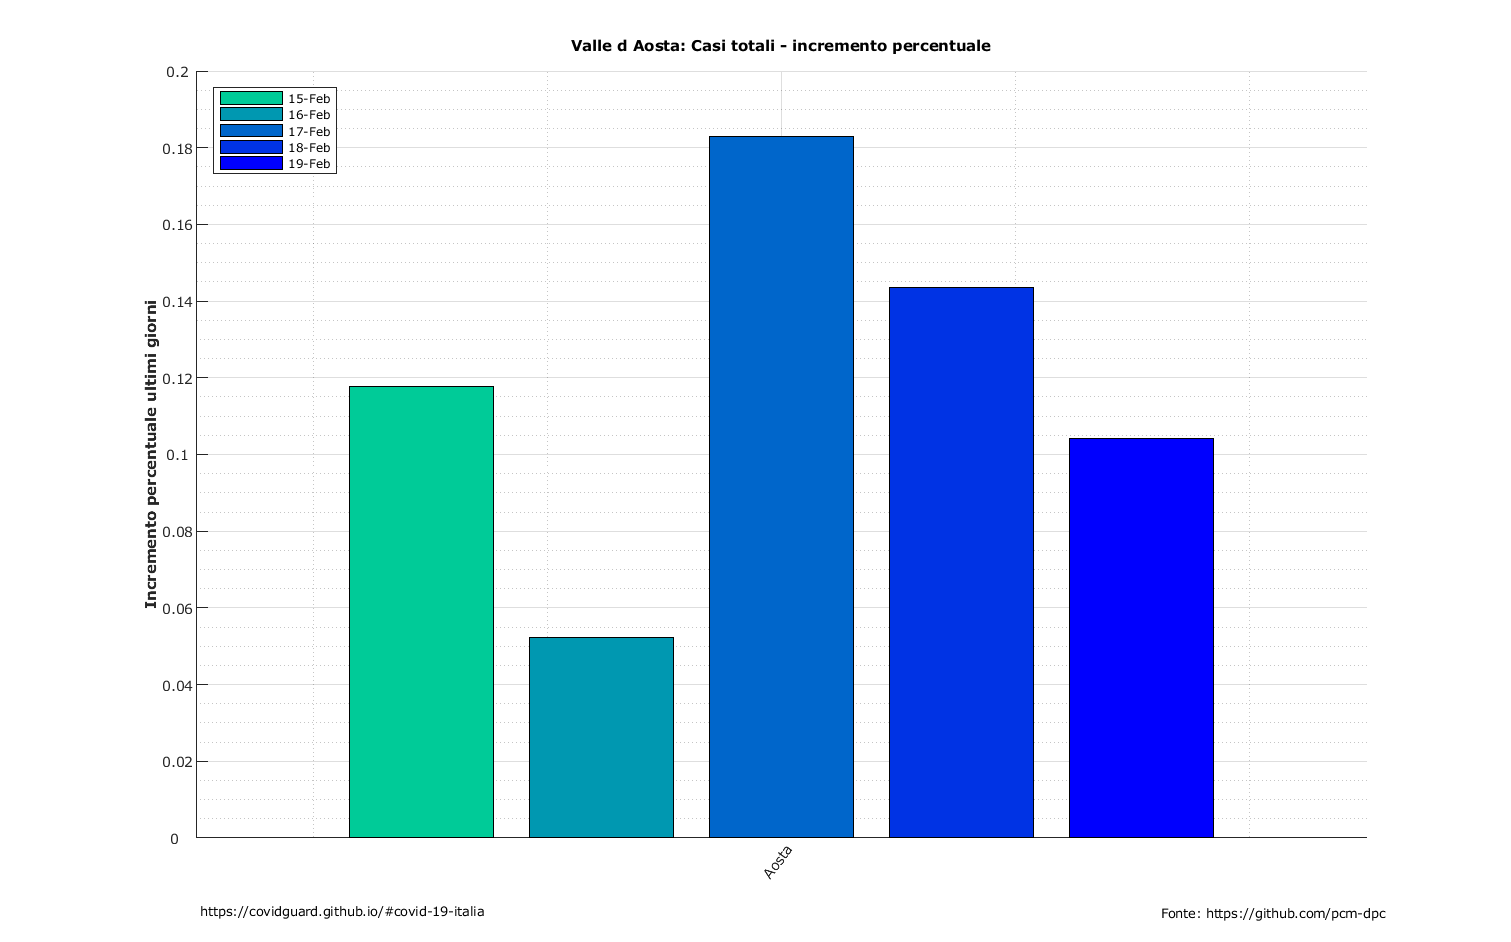 Valle d Aosta: Casi totali - incremento percentuale
0.2
15-Feb
16-Feb
17-Feb
18-Feb
19-Feb
0.18
0.16
0.14
0.12
0.1
0.08
0.06
0.04
0.02
0
Incremento percentuale ultimi giorni
Aosta
https://covidguard.github.io/#covid-19-italia
Fonte: https://github.com/pcm-dpc